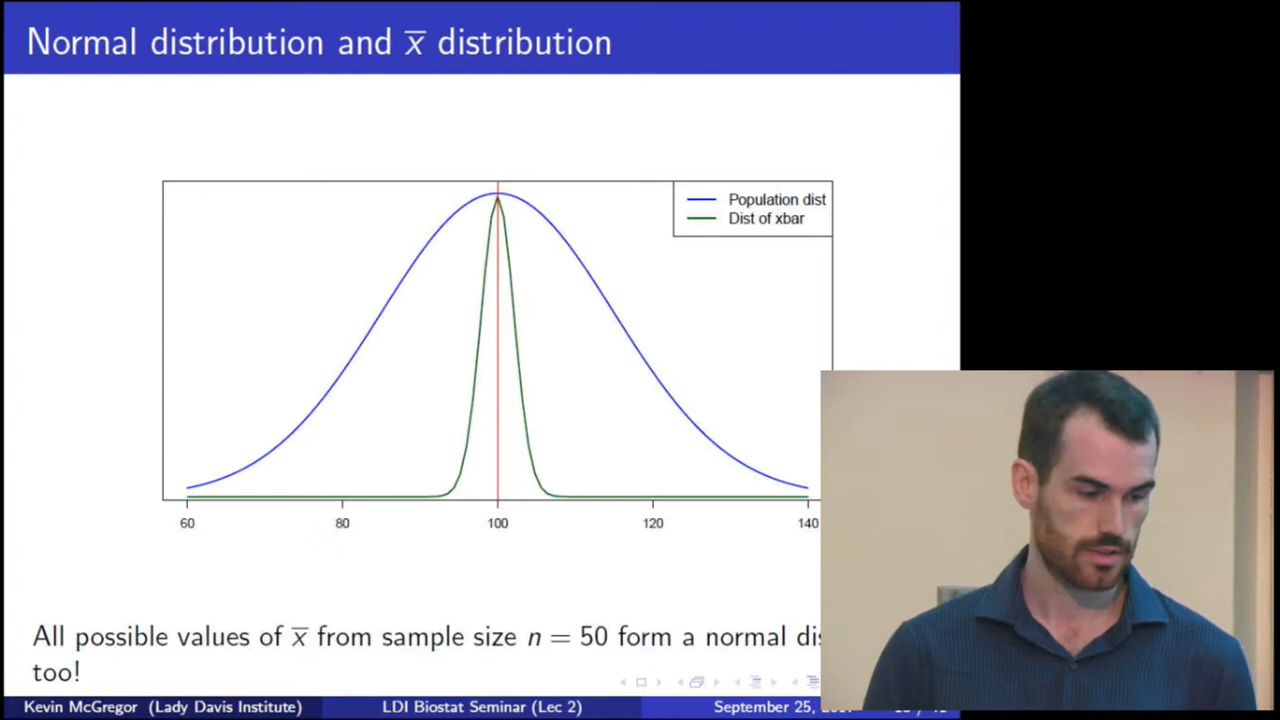 Normal distribution and x̅ distribution
Population dist
Dist of xbar
60 80 100 120 140
All possible values of x̅ from sample size n = 50 form a normal
too!
Kevin McGregor (Lady Davis Institute) LDI Biostat Seminar (Lec 2) September 25,